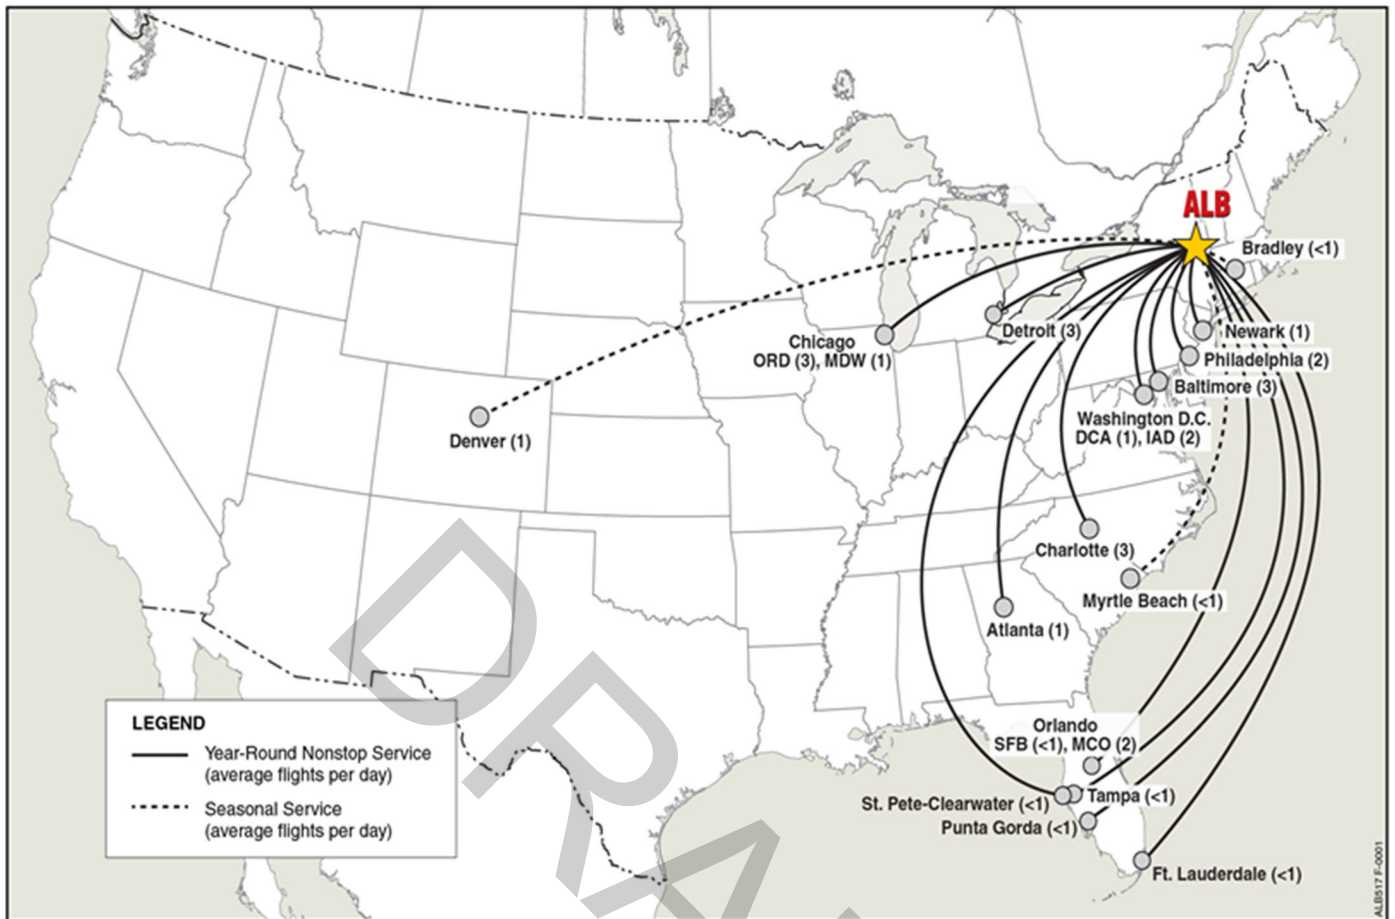 ALB
Bradley (<1)
Newark (1)
Detroit (3)
Chicago
ORD (3), MDW (1)
Philadelphia (2)
Baltimore (3)
Washington D.C.
DCA (1), IAD (2)
Denver (1)
Charlotte (3)
Myrtle Beach (<1)
Atlanta (1)
Orlando
SFB (<1), MCO (2)
Tampa (<1)
St. Pete-Clearwater (<1)
Punta Gorda (<1)
Ft. Lauderdale (<1)
LEGEND
Year-Round Nonstop Service
(average flights per day)
Seasonal Service
(average flights per day)
DRA
ALB517 F-0001